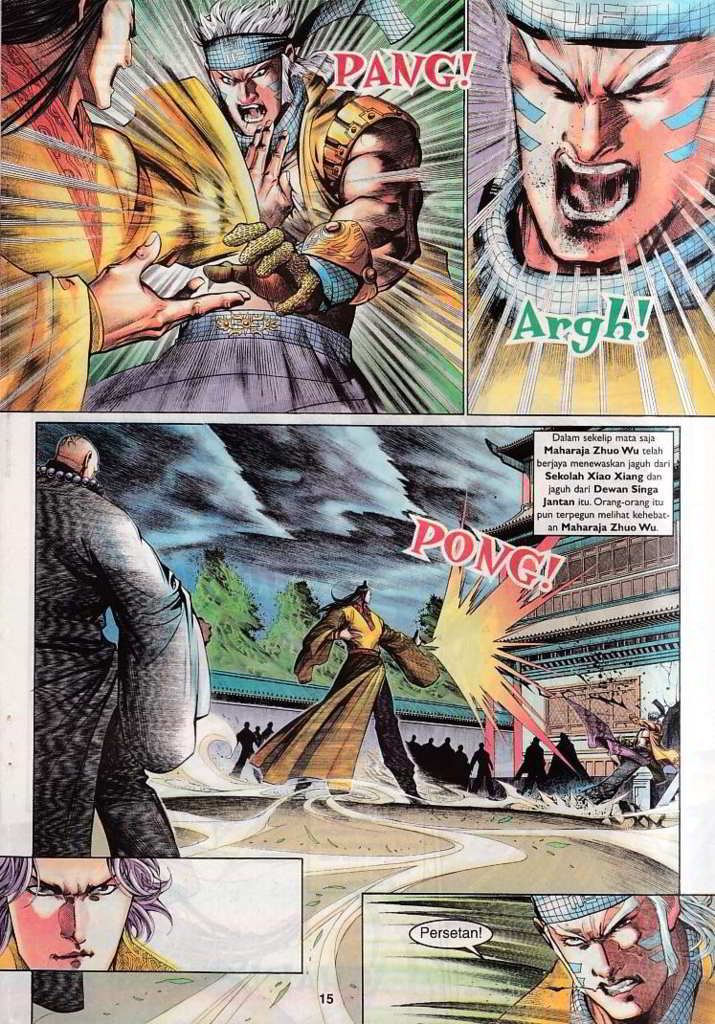 PANG!
Argh!
Dalam sekelip mata saja
Maharaja Zhuo Wu telah
berjaya menewaskan jaguh dari
Sekolah Xiao Xiang dan
jaguh dari Dewan Singa
Jantan itu. Orang-orang itu
pun terpegun melihat kehebat-
an Maharaja Zhuo Wu.
PONG!
Persetan!
15